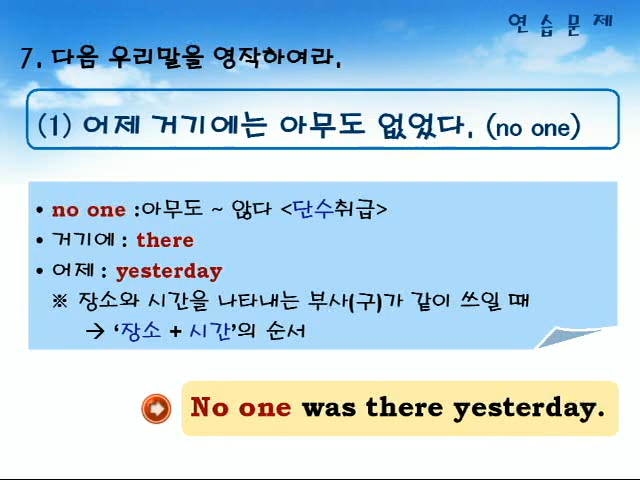 연습문제
7. 다음 우리말을 영작하여라.
(1) 어제 거기에는 아무도 없었다. (no one)
• no one :아무도 ~ 않다 <단수취급>
• 거기에 : there
• 어제 : yesterday
※ 장소와 시간을 나타내는 부사(구)가 같이 쓰일 때
→ ‘장소 + 시간’의 순서
No one was there yesterday.